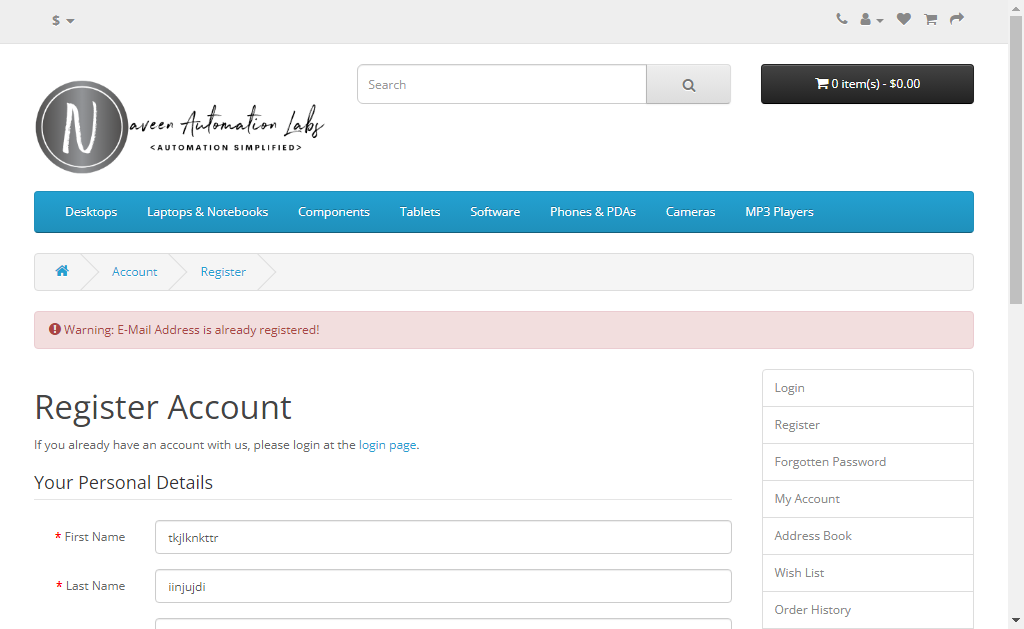 $
Search
0 item(s) - $0.00
N
aveen Automation Labs
<AUTOMATION SIMPLIFIED>
Desktops Laptops & Notebooks Components Tablets Software Phones & PDAs Cameras MP3 Players
Account Register
Warning: E-Mail Address is already registered!
Register Account
If you already have an account with us, please login at the login page.
Your Personal Details
* First Name tkjlknkttr
* Last Name iinjujdi
Login
Register
Forgotten Password
My Account
Address Book
Wish List
Order History